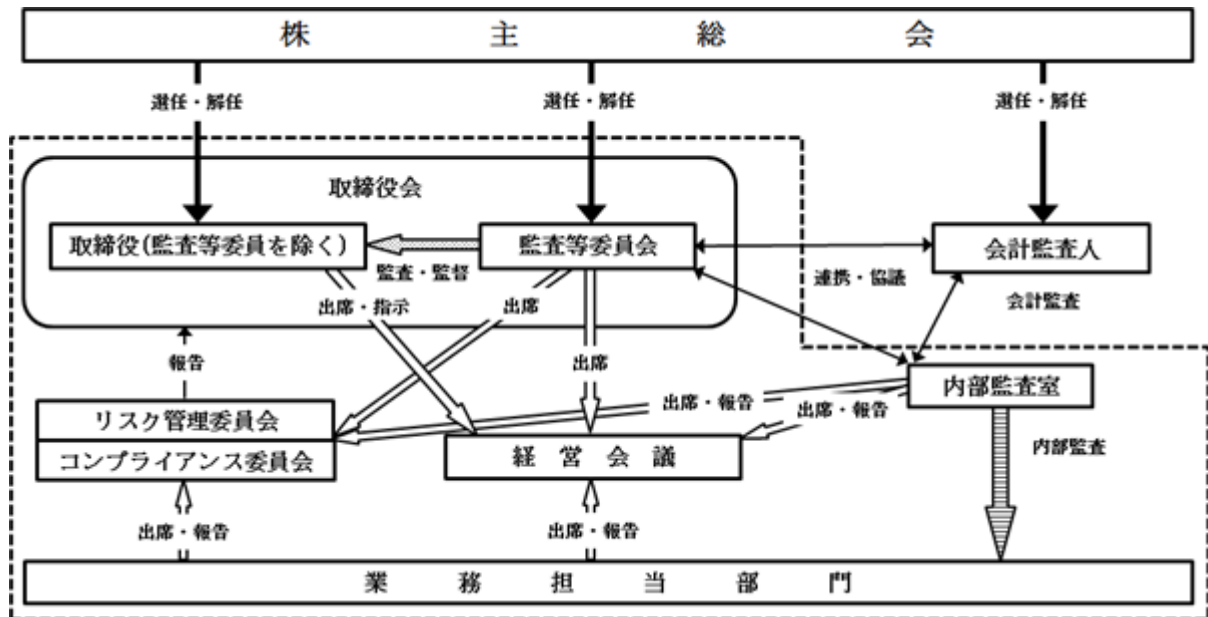 株主総会
選任・解任
選任・解任
選任・解任
取締役会
取締役(監査等委員を除く)
監査等委員会
会計監査人
監査・監督
連携・協議
出席・指示
出席
会計監査
報告
出席
内部監査室
リスク管理委員会
出席・報告
出席・報告
コンプライアンス委員会
経営会議
内部監査
出席・報告
出席・報告
業務担当部門